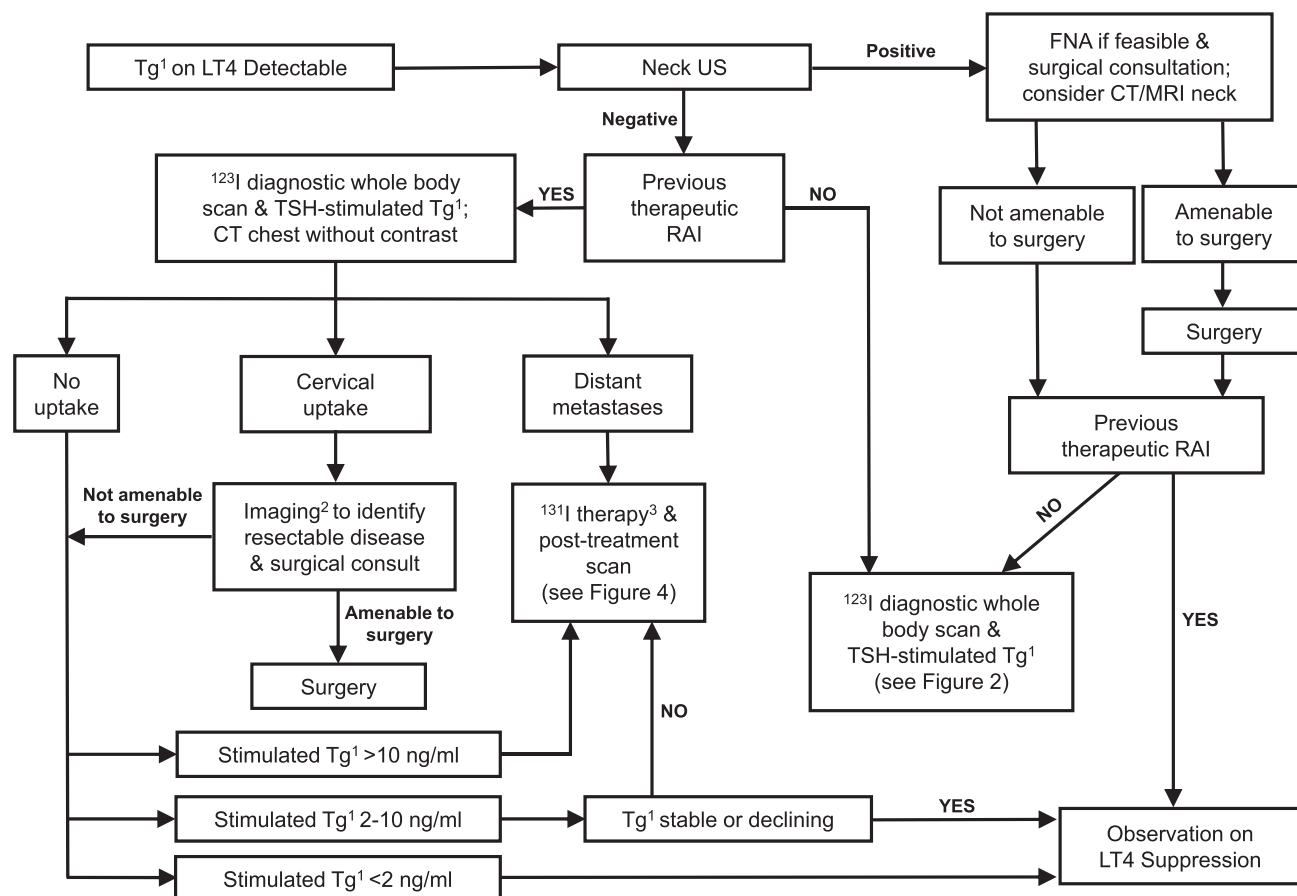 Tg¹ on LT4 Detectable
Neck US
Positive
FNA if feasible &
surgical consultation;
consider CT/MRI neck
Negative
¹²³I diagnostic whole body
scan & TSH-stimulated Tg¹;
CT chest without contrast
YES
Previous
therapeutic
RAI
NO
Not amenable
to surgery
Amenable
to surgery
Surgery
No
uptake
Cervical
uptake
Distant
metastases
Previous
therapeutic RAI
Not amenable
to surgery
Imaging² to identify
resectable disease
& surgical consult
¹³¹I therapy³ &
post-treatment
scan
(see Figure 4)
NO
¹²³I diagnostic whole
body scan &
TSH-stimulated Tg¹
(see Figure 2)
YES
Amenable to
surgery
Surgery
NO
Stimulated Tg¹ >10 ng/ml
Stimulated Tg¹ 2-10 ng/ml
Tg¹ stable or declining
YES
Observation on
LT4 Suppression
Stimulated Tg¹ <2 ng/ml